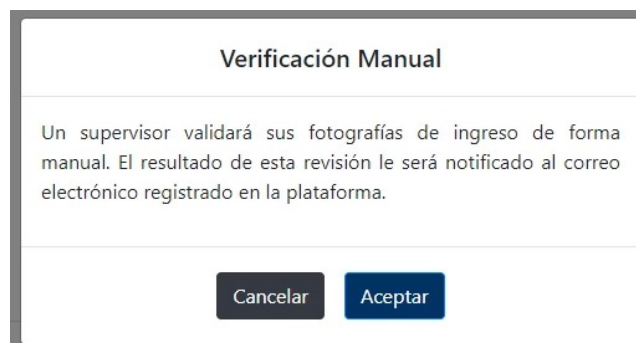 Verificación Manual
Un supervisor validará sus fotografías de ingreso de forma
manual. El resultado de esta revisión le será notificado al correo
electrónico registrado en la plataforma.
Cancelar
Aceptar